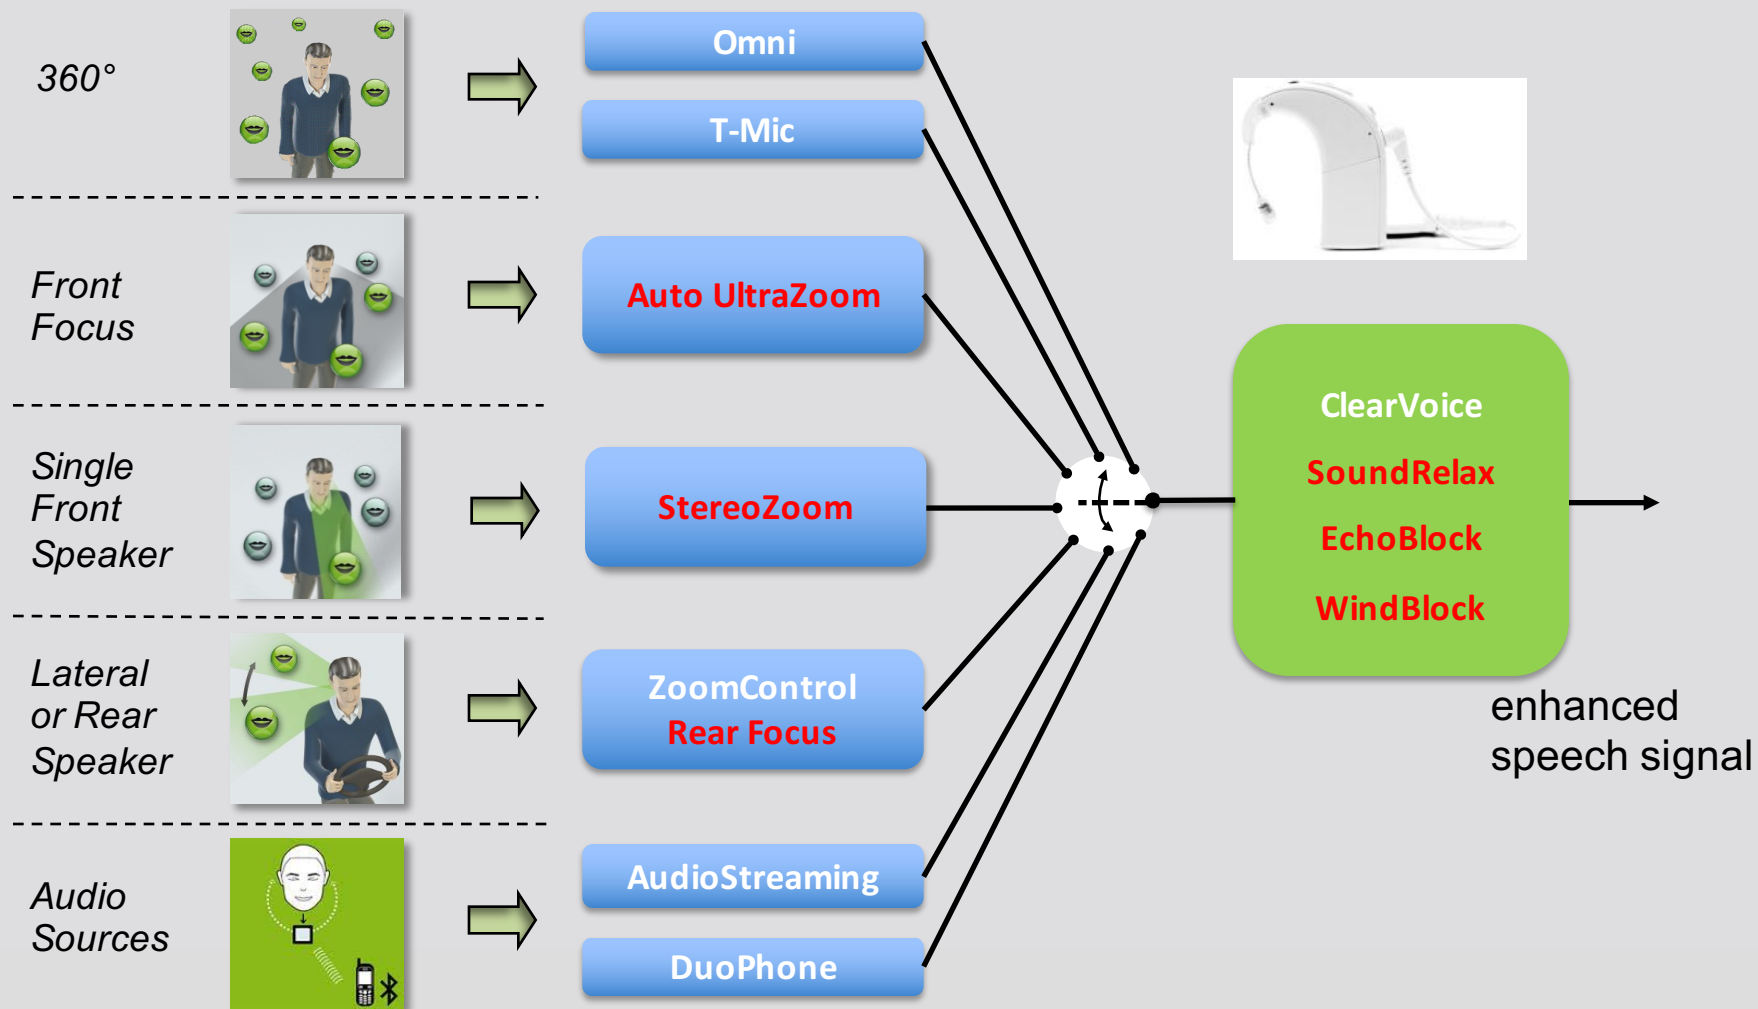 360°
Omni
T-Mic
Front
Focus
Auto UltraZoom
Single
Front
Speaker
StereoZoom
Lateral
or Rear
Speaker
ZoomControl
Rear Focus
Audio
Sources
AudioStreaming
DuoPhone
ClearVoice
SoundRelax
EchoBlock
WindBlock
enhanced
speech signal